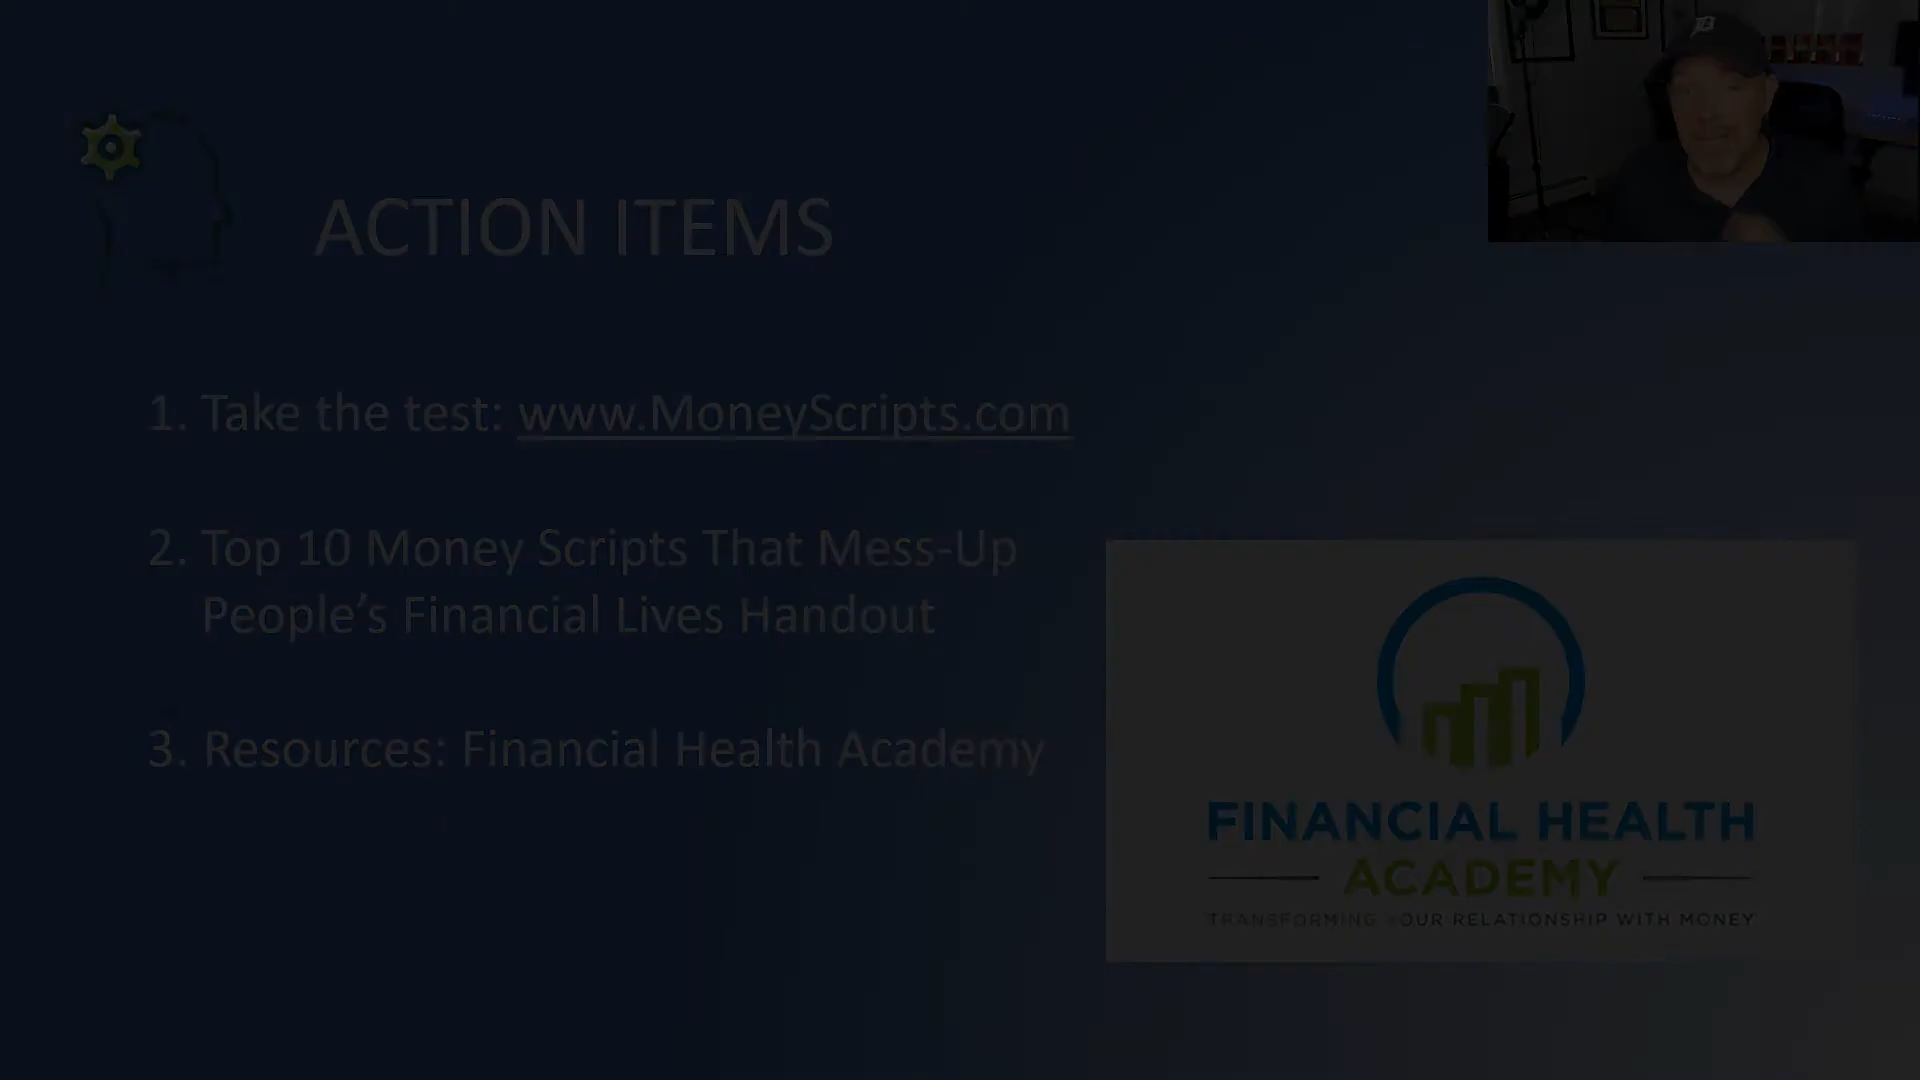 ACTION ITEMS
1. Take the test: www.MoneyScripts.com
2. Top 10 Money Scripts That Mess-Up
People’s Financial Lives Handout
3. Resources: Financial Health Academy
FINANCIAL HEALTH
ACADEMY
TRANSFORMING YOUR RELATIONSHIP WITH MONEY